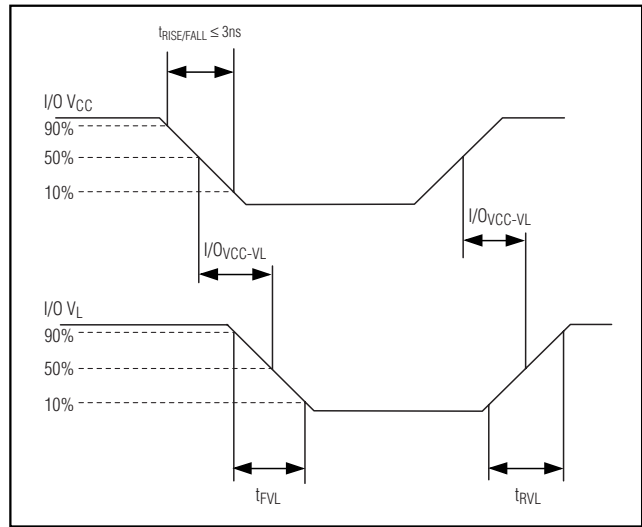 tRISE/FALL ≤ 3ns
I/O VCC
90%
50%
10%
I/OVCC-VL
I/OVCC-VL
I/O VL
90%
50%
10%
tFVL
tRVL